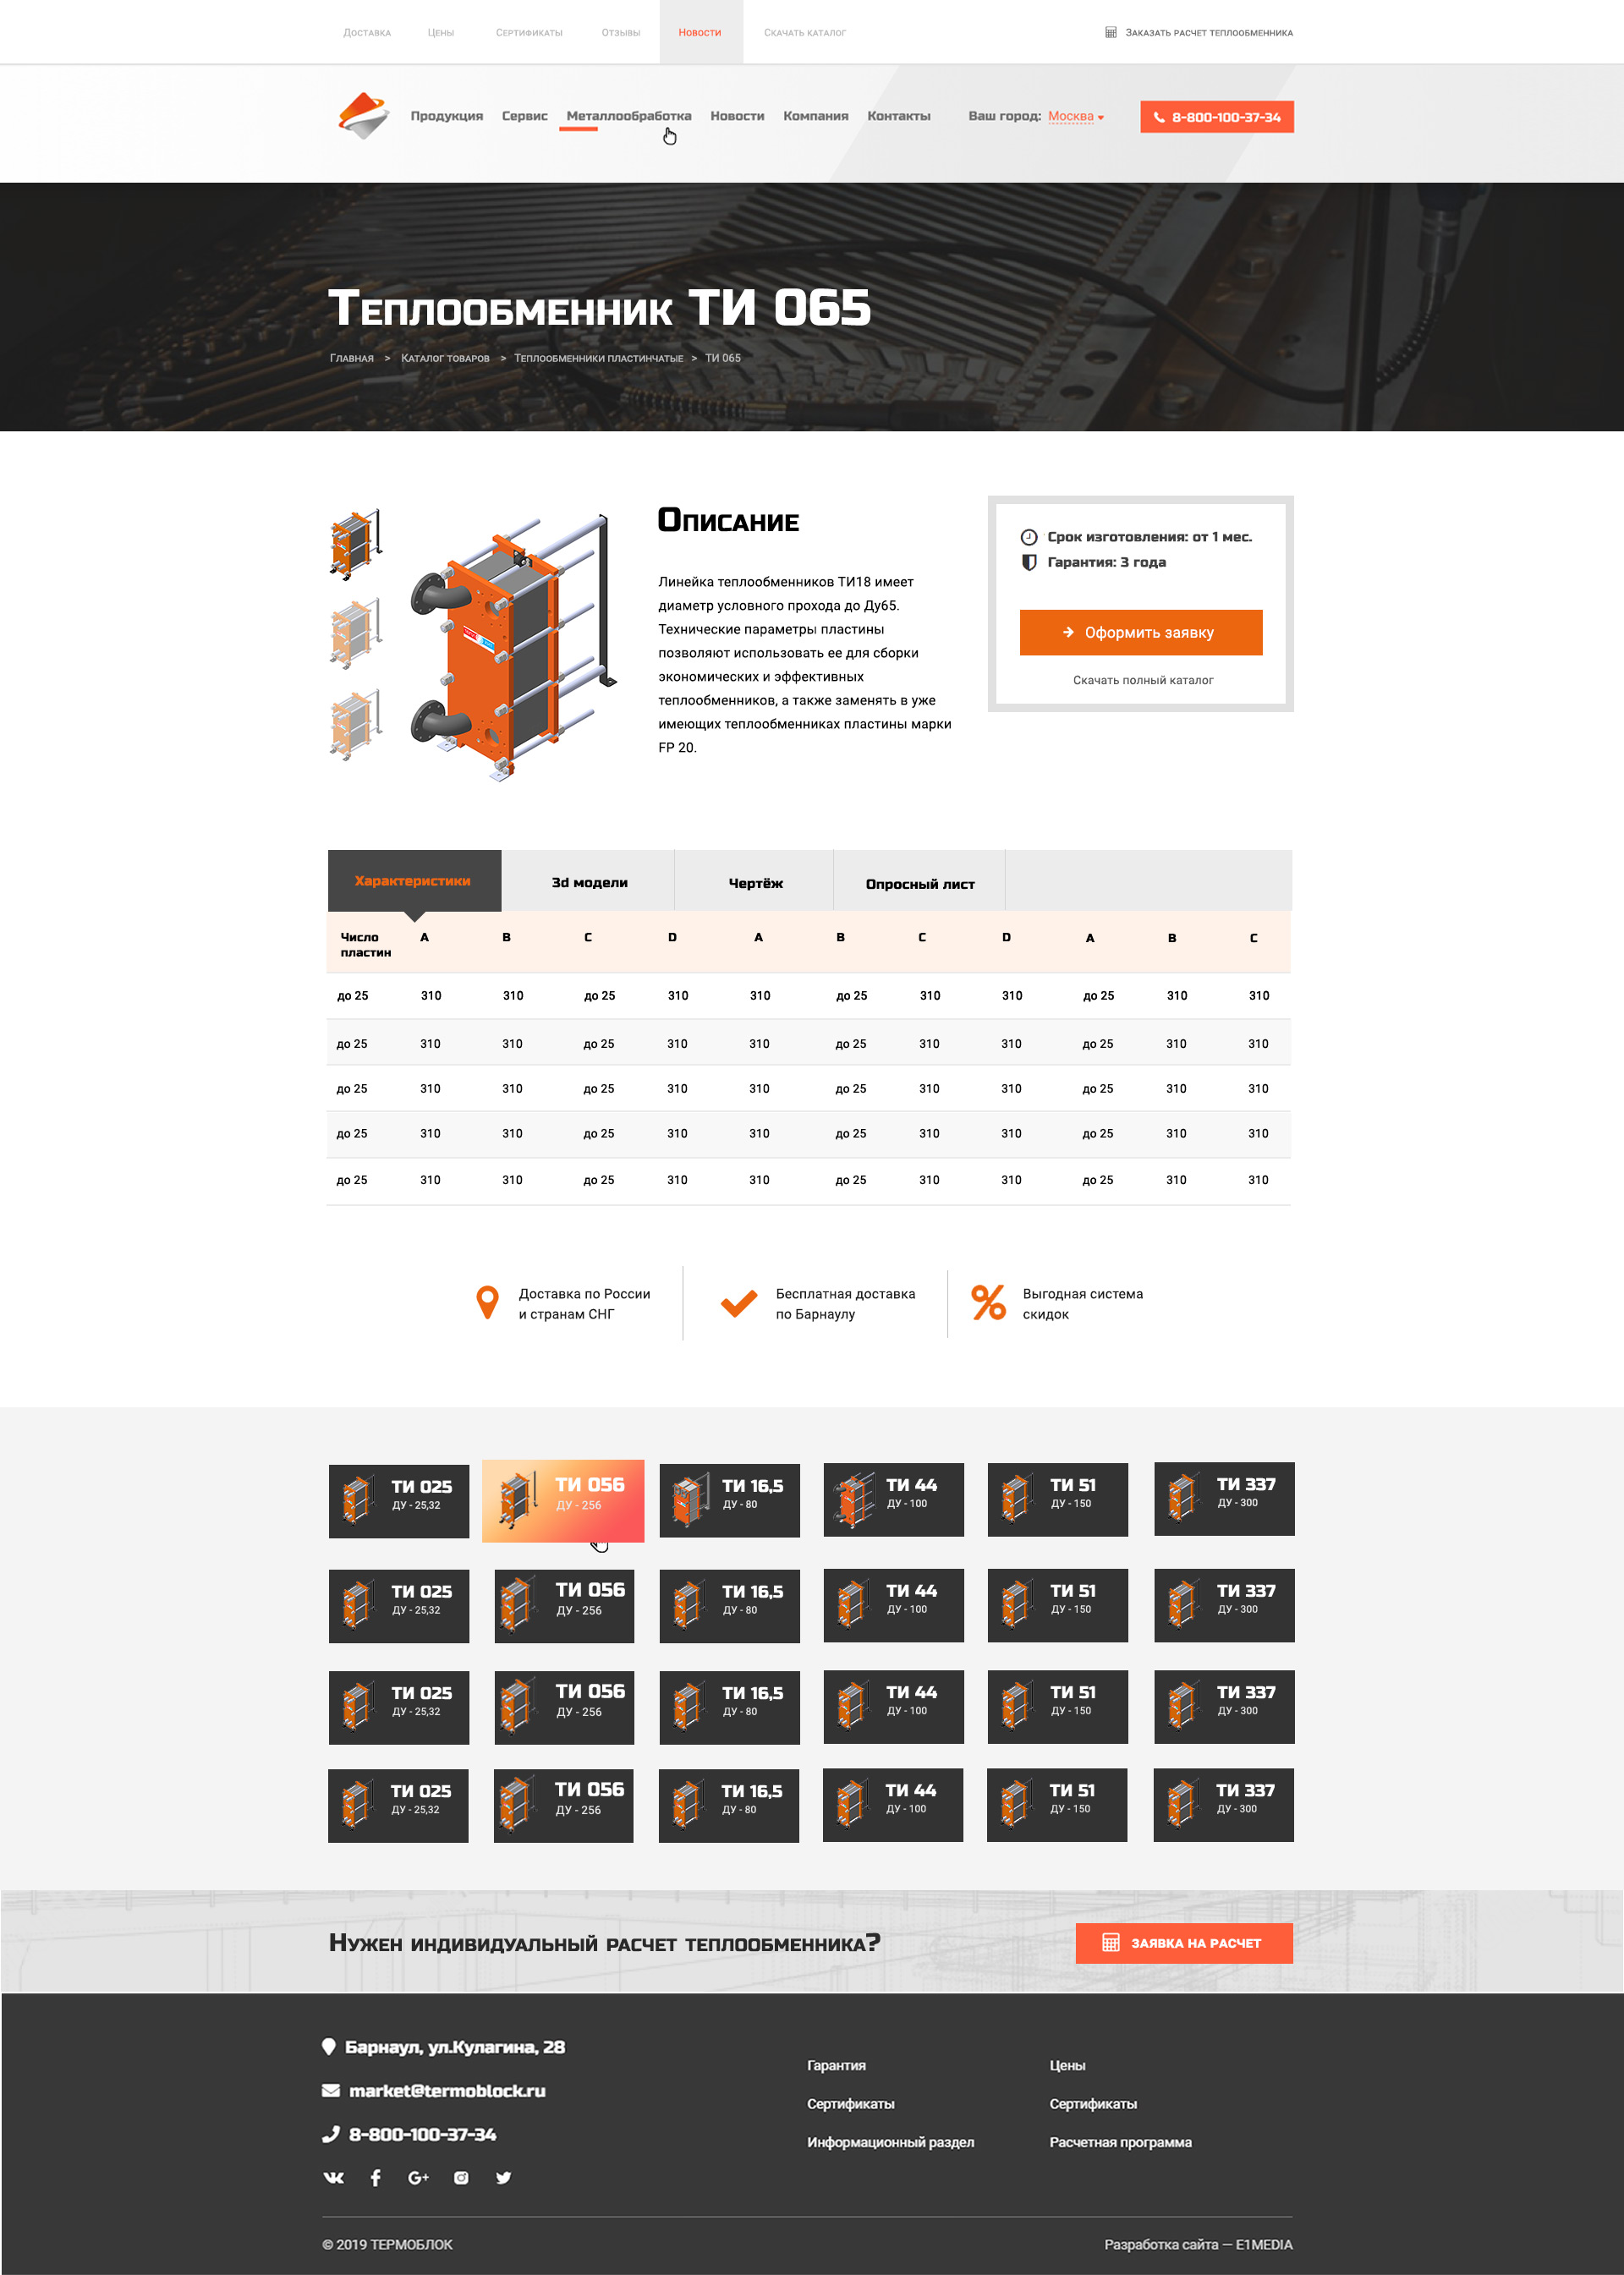 Доставка Цены Сертификаты Отзывы Новости Скачать каталог Заказать расчет теплообменника
Продукция Сервис Металлообработка Новости Компания Контакты Ваш город: Москва 8-800-100-37-34
Теплообменник ТИ 065
Главная > Каталог товаров > Теплообменники пластинчатые > ТИ 065
Описание
Линейка теплообменников ТИ18 имеет
диаметр условного прохода до Ду65.
Технические параметры пластины
позволяют использовать ее для сборки
экономических и эффективных
теплообменников, а также заменять в уже
имеющих теплообменниках пластины марки
FP 20.
Срок изготовления: от 1 мес.
Гарантия: 3 года
Оформить заявку
Скачать полный каталог
Характеристики 3d модели Чертёж Опросный лист
Число пластин A B C D A B C D A B C
до 25 310 310 до 25 310 310 до 25 310 310 до 25 310 310
до 25 310 310 до 25 310 310 до 25 310 310 до 25 310 310
до 25 310 310 до 25 310 310 до 25 310 310 до 25 310 310
до 25 310 310 до 25 310 310 до 25 310 310 до 25 310 310
до 25 310 310 до 25 310 310 до 25 310 310 до 25 310 310
Доставка по России
и странам СНГ
Бесплатная доставка
по Барнаулу
Выгодная система
скидок
ТИ 025 ТИ 056 ТИ 16,5 ТИ 44 ТИ 51 ТИ 337
ДУ - 25,32 ДУ - 256 ДУ - 80 ДУ - 100 ДУ - 150 ДУ - 300
ТИ 025 ТИ 056 ТИ 16,5 ТИ 44 ТИ 51 ТИ 337
ДУ - 25,32 ДУ - 256 ДУ - 80 ДУ - 100 ДУ - 150 ДУ - 300
ТИ 025 ТИ 056 ТИ 16,5 ТИ 44 ТИ 51 ТИ 337
ДУ - 25,32 ДУ - 256 ДУ - 80 ДУ - 100 ДУ - 150 ДУ - 300
ТИ 025 ТИ 056 ТИ 16,5 ТИ 44 ТИ 51 ТИ 337
ДУ - 25,32 ДУ - 256 ДУ - 80 ДУ - 100 ДУ - 150 ДУ - 300
Нужен индивидуальный расчет теплообменника?
ЗАЯВКА НА РАСЧЕТ
Барнаул, ул.Кулагина, 28
market@termoblock.ru
8-800-100-37-34
Гарантия
Сертификаты
Информационный раздел
Цены
Сертификаты
Расчетная программа
© 2019 ТЕРМОБЛОК
Разработка сайта — E1MEDIA